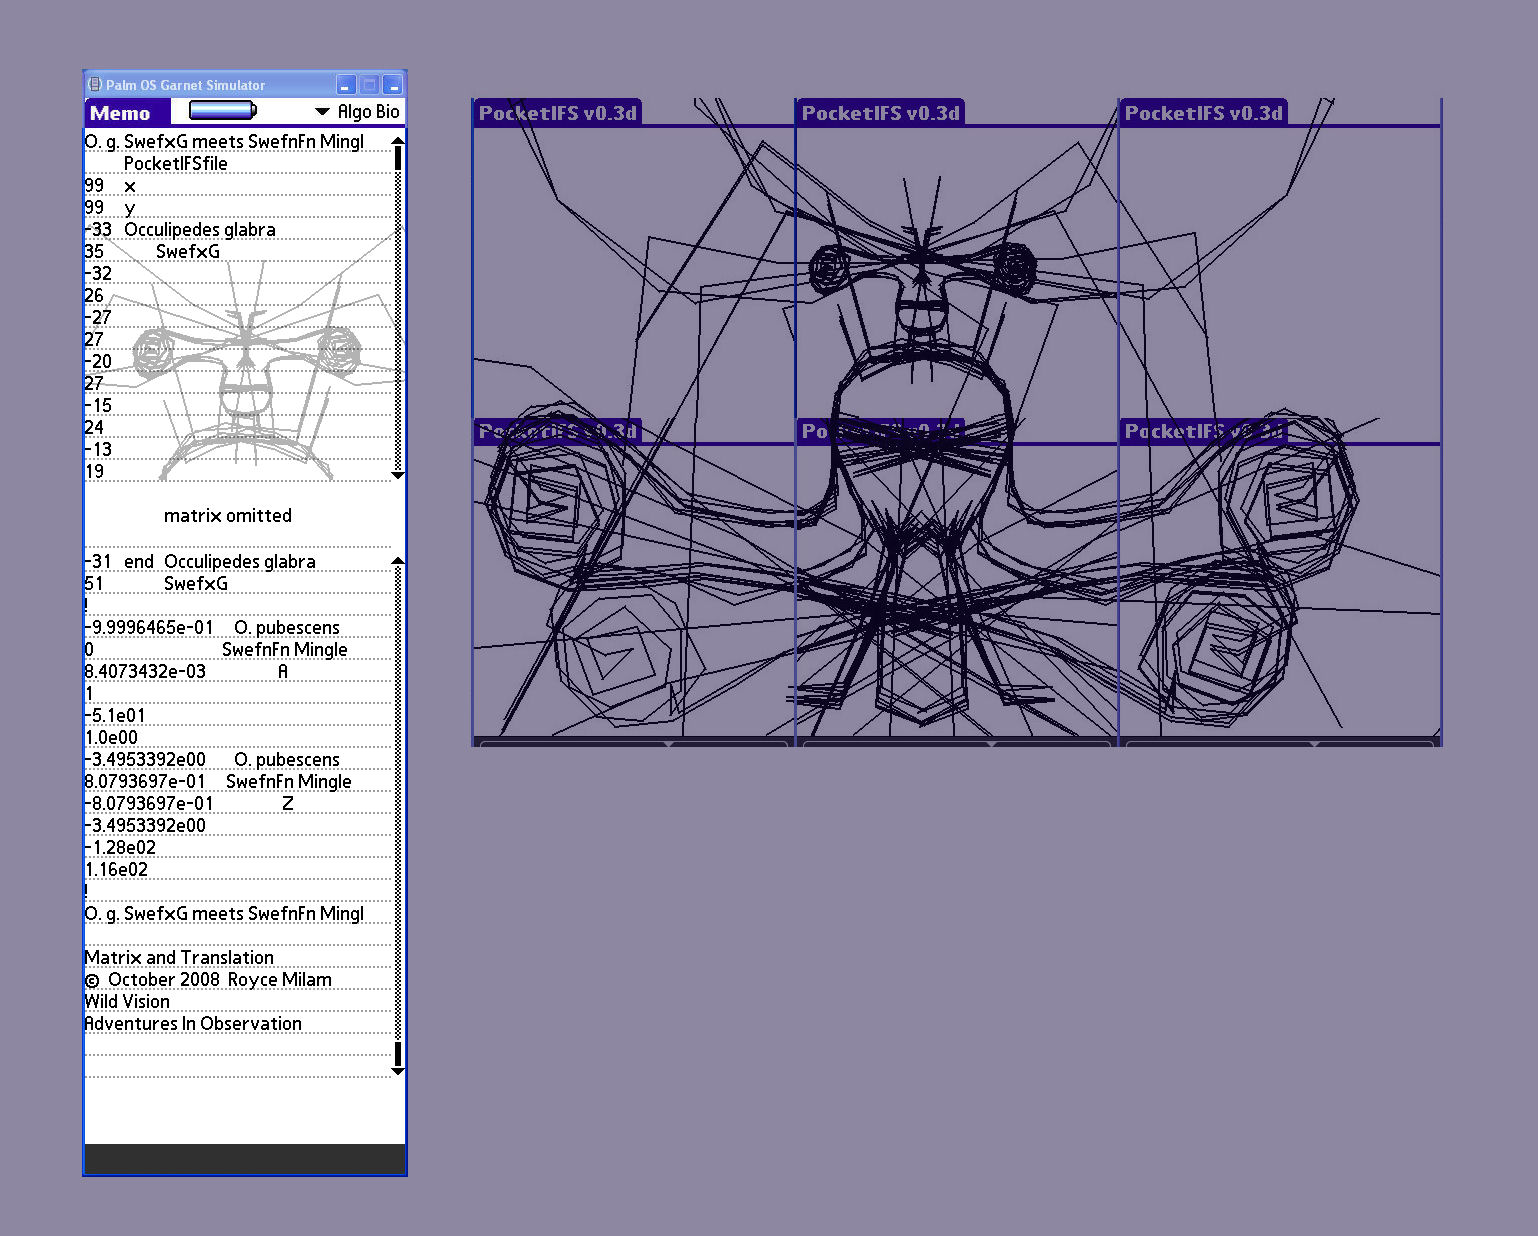 Palm OS Garnet Simulator
Memo
Algo Bio
O. g. SwefxG meets SwefnFn Mingl
PocketIFSfile
99 x
99 y
-33 Occulipedes glabra
35 SwefxG
-32
26
-27
27
-20
27
-15
24
-13
19
matrix omitted
-31 end Occulipedes glabra
51 SwefxG
!
-9.9996465e-01 O. pubescens
0 SwefnFn Mingle
8.4073432e-03 A
1
-5.1e01
1.0e00
-3.4953392e00 O. pubescens
8.0793697e-01 SwefnFn Mingle
-8.0793697e-01 Z
-3.4953392e00
-1.28e02
1.16e02
!
O. g. SwefxG meets SwefnFn Mingl
Matrix and Translation
© October 2008 Royce Milam
Wild Vision
Adventures In Observation
PocketIFS v0.3d
PocketIFS v0.3d
PocketIFS v0.3d
PocketIFS v0.3d
PocketIFS v0.3d
PocketIFS v0.3d